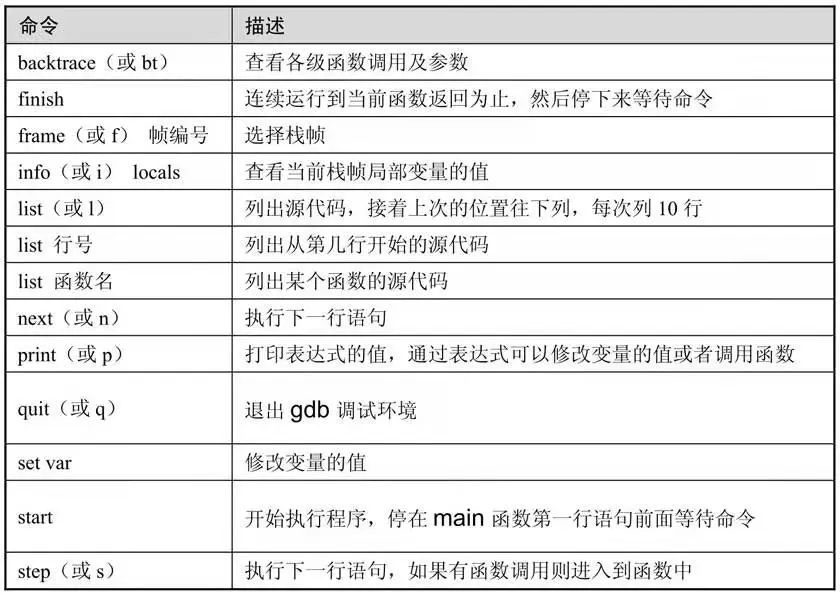 命令 描述
backtrace（或 bt） 查看各级函数调用及参数
finish 连续运行到当前函数返回为止，然后停下来等待命令
frame（或 f） 帧编号 选择栈帧
info（或 i） locals 查看当前栈帧局部变量的值
list（或 l） 列出源代码，接着上次的位置往下列，每次列 10 行
list 行号 列出从第几行开始的源代码
list 函数名 列出某个函数的源代码
next（或 n） 执行下一行语句
print（或 p） 打印表达式的值，通过表达式可以修改变量的值或者调用函数
quit（或 q） 退出 gdb 调试环境
set var 修改变量的值
start 开始执行程序，停在 main 函数第一行语句前面等待命令
step（或 s） 执行下一行语句，如果有函数调用则进入到函数中